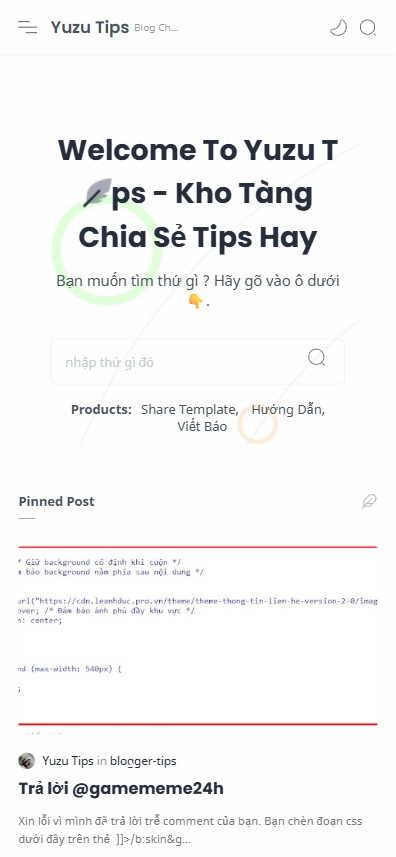 Yuzu Tips Blog Ch...
Welcome To Yuzu T
ps - Kho Tàng
Chia Sẻ Tips Hay
Bạn muốn tìm thứ gì ? Hãy gõ vào ô dưới
👇 .
nhập thứ gì đó
Products: Share Template, Hướng Dẫn,
Viết Báo
Pinned Post
* Giữ background cố định khi cuộn */
m bảo background nằm phía sau nội dung */
url("https://cdn.leanhduc.pro.vn/theme/theme-thong-tin-lien-he-version-2-0/imag
over; /* Đảm bảo ảnh phủ đầy khu vực */
n: center;
nd (max-width: 540px) {
;
Yuzu Tips in blogger-tips
Trả lời @gamememe24h
Xin lỗi vì mình đã trả lời trễ comment của bạn. Bạn chèn đoạn css
dưới đây trên thẻ ]]>/b:skin&g...